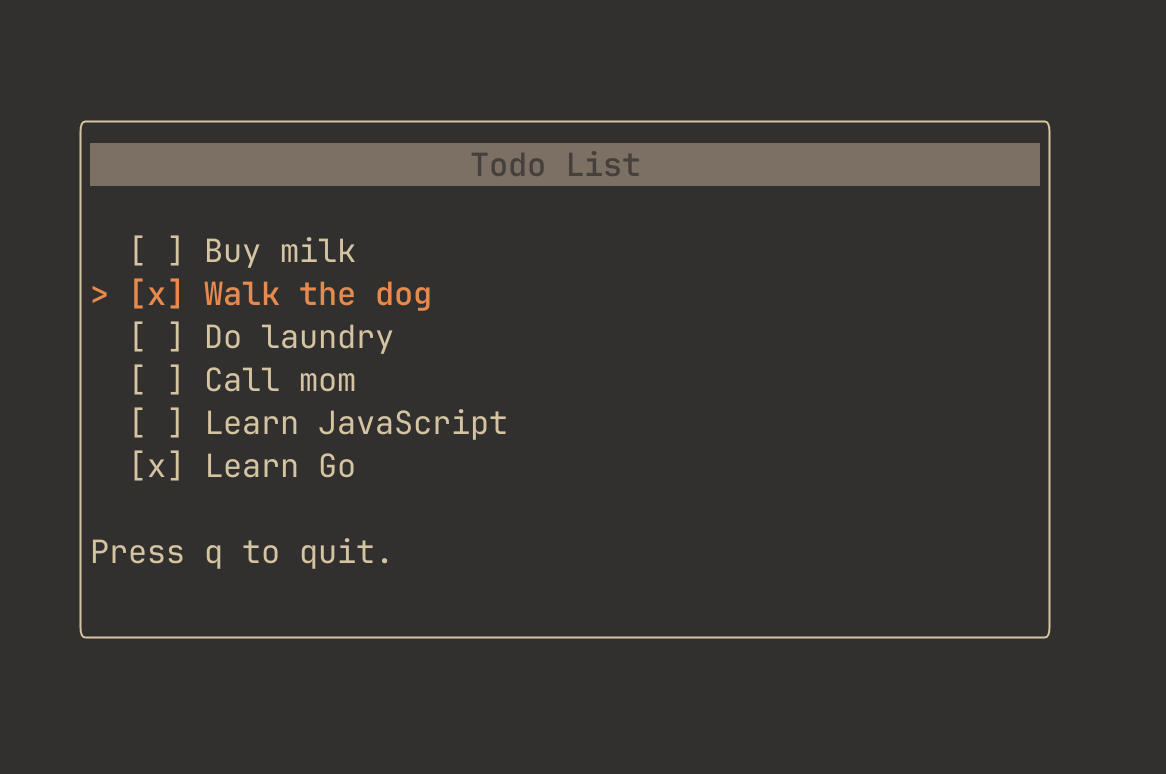 Todo List
[ ] Buy milk
> [x] Walk the dog
[ ] Do laundry
[ ] Call mom
[ ] Learn JavaScript
[x] Learn Go
Press q to quit.